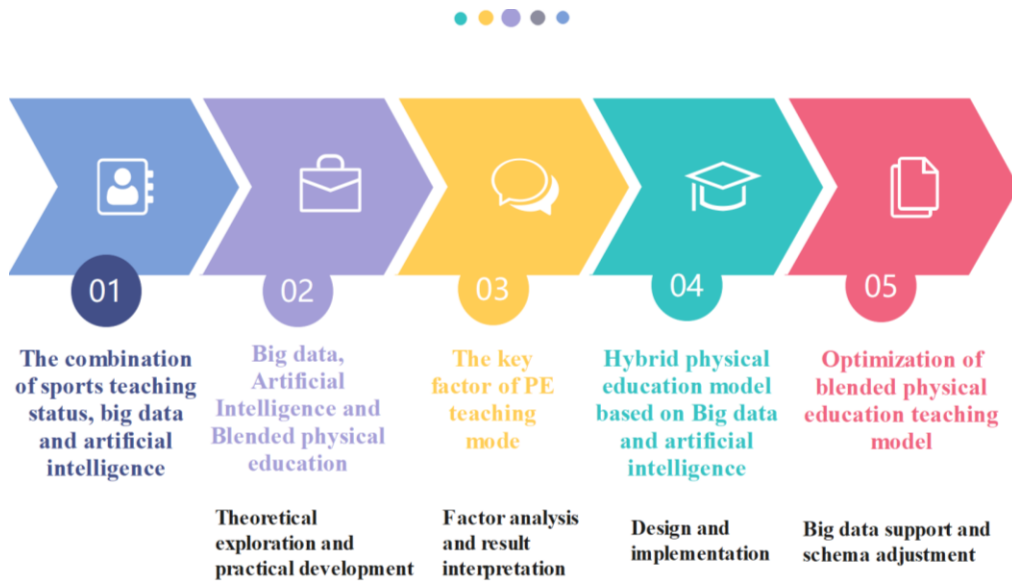 01
The combination
of sports teaching
status, big data
and artificial
intelligence
02
Big data,
Artificial
Intelligence and
Blended physical
education
Theoretical
exploration and
practical development
03
The key
factor of PE
teaching
mode
Factor analysis
and result
interpretation
04
Hybrid physical
education model
based on Big data
and artificial
intelligence
Design and
implementation
05
Optimization of
blended physical
education teaching
model
Big data support and
schema adjustment